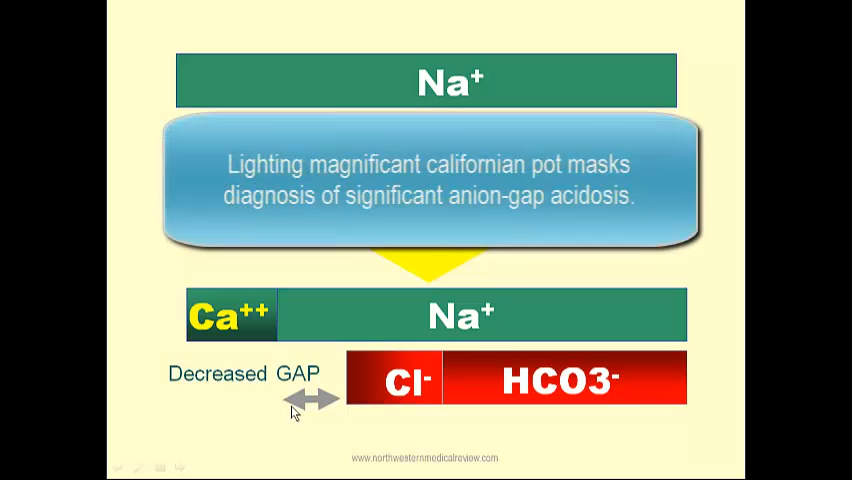 Na⁺
Lighting magnificant californian pot masks
diagnosis of significant anion-gap acidosis.
Ca⁺⁺ Na⁺
Decreased GAP
Cl⁻ HCO3⁻
www.northwesternmedicalreview.com